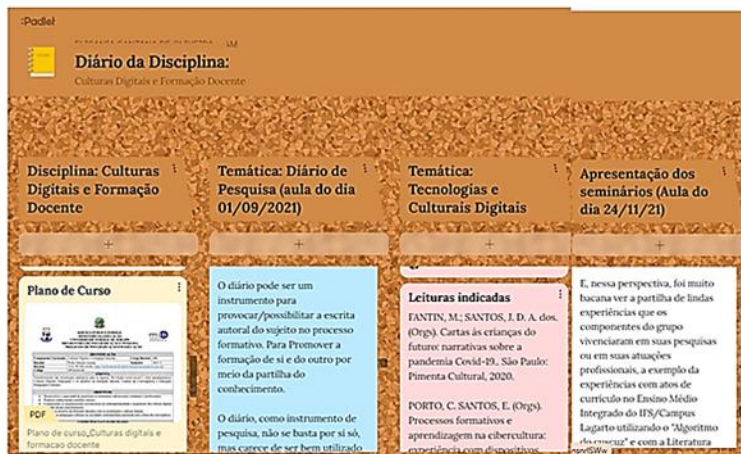 :Padlet
Diário da Disciplina:
Culturas Digitais e Formação Docente
Disciplina: Culturas
Digitais e Formação
Docente
Plano de Curso
PDF
Plano de curso_Culturas digitais e
formacao docente
Temática: Diário de
Pesquisa (aula do dia
01/09/2021)
O diário pode ser um
instrumento para
provocar/possibilitar a escrita
autoral do sujeito no processo
formativo. Para Promover a
formação de si e do outro por
meio da partilha do
conhecimento.
O diário, como instrumento de
pesquisa, não se basta por si só,
mas carece de ser bem utilizado
Temática:
Tecnologias e
Culturais Digitais
Leituras indicadas
FANTIN, M.; SANTOS, J. D. A. dos.
(Orgs). Cartas às crianças do
futuro: narrativas sobre a
pandemia Covid-19.. São Paulo:
Pimenta Cultural, 2020.
PORTO, C. SANTOS, E. (Orgs).
Processos formativos e
aprendizagem na cibercultura:
experiência com dispositivos
Apresentação dos
seminários (Aula do
dia 24/11/21)
E, nessa perspectiva, foi muito
bacana ver a partilha de lindas
experiências que os
componentes do grupo
vivenciaram em suas pesquisas
ou em suas atuações
profissionais, a exemplo da
experiências com atos de
currículo no Ensino Médio
Integrado do IFS/Campus
Lagarto utilizando o "Algoritmo
do cuscuz" e com a Literatura